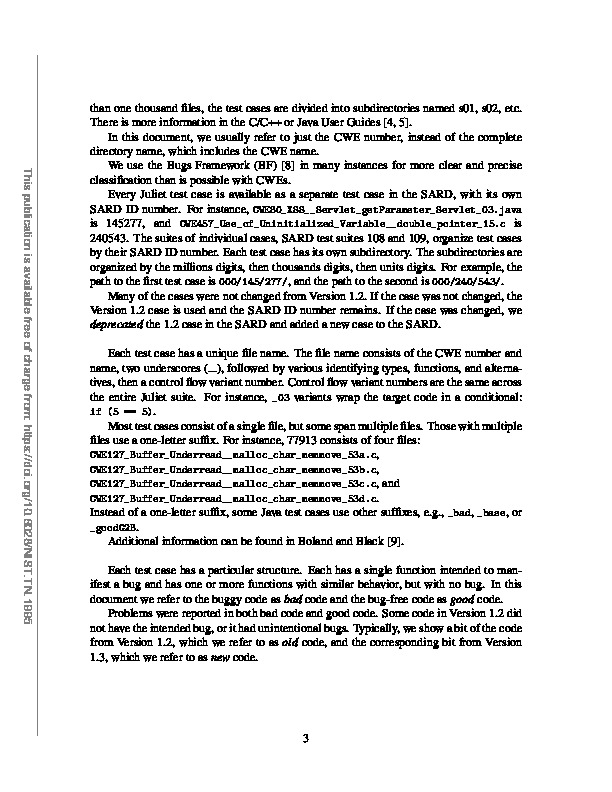 than one thousand files, the test cases are divided into subdirectories named s01, s02, etc.
There is more information in the C/C++ or Java User Guides [4, 5].
In this document, we usually refer to just the CWE number, instead of the complete
directory name, which includes the CWE name.
We use the Bugs Framework (BF) [8] in many instances for more clear and precise
classification than is possible with CWEs.
Every Juliet test case is available as a separate test case in the SARD, with its own
SARD ID number. For instance, CWE80_XSS__Servlet_getParameter_Servlet_03.java
is 145277, and CWE457_Use_of_Uninitialized_Variable__double_pointer_15.c is
240543. The suites of individual cases, SARD test suites 108 and 109, organize test cases
by their SARD ID number. Each test case has its own subdirectory. The subdirectories are
organized by the millions digits, then thousands digits, then units digits. For example, the
path to the first test case is 000/145/277/, and the path to the second is 000/240/543/.
Many of the cases were not changed from Version 1.2. If the case was not changed, the
Version 1.2 case is used and the SARD ID number remains. If the case was changed, we
deprecated the 1.2 case in the SARD and added a new case to the SARD.
Each test case has a unique file name. The file name consists of the CWE number and
name, two underscores (__), followed by various identifying types, functions, and alterna-
tives, then a control flow variant number. Control flow variant numbers are the same across
the entire Juliet suite. For instance, _03 variants wrap the target code in a conditional:
if (5 == 5).
Most test cases consist of a single file, but some span multiple files. Those with multiple
files use a one-letter suffix. For instance, 77913 consists of four files:
CWE127_Buffer_Underread__malloc_char_memmove_53a.c,
CWE127_Buffer_Underread__malloc_char_memmove_53b.c,
CWE127_Buffer_Underread__malloc_char_memmove_53c.c, and
CWE127_Buffer_Underread__malloc_char_memmove_53d.c.
Instead of a one-letter suffix, some Java test cases use other suffixes, e.g., _bad, _base, or
_goodG2B.
Additional information can be found in Boland and Black [9].
Each test case has a particular structure. Each has a single function intended to man-
ifest a bug and has one or more functions with similar behavior, but with no bug. In this
document we refer to the buggy code as bad code and the bug-free code as good code.
Problems were reported in both bad code and good code. Some code in Version 1.2 did
not have the intended bug, or it had unintentional bugs. Typically, we show a bit of the code
from Version 1.2, which we refer to as old code, and the corresponding bit from Version
1.3, which we refer to as new code.
3
This publication is available free of charge from: https://doi.org/10.6028/NIST.TN.1995